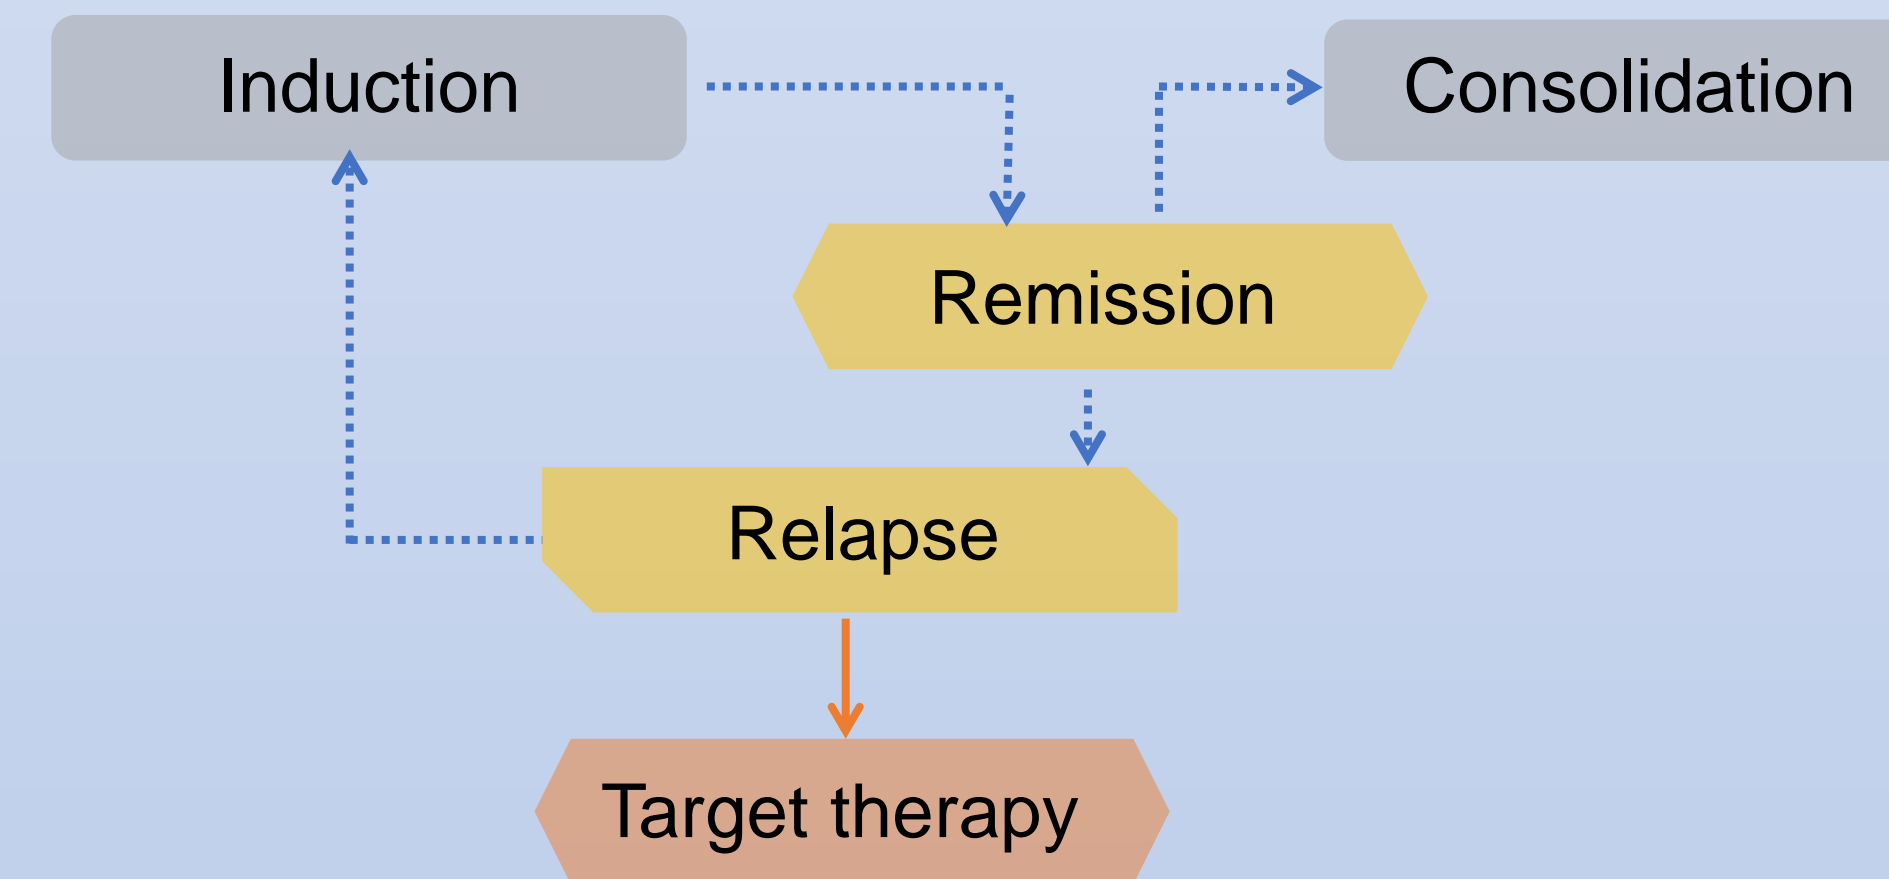 Induction
Consolidation
Remission
Relapse
Target therapy